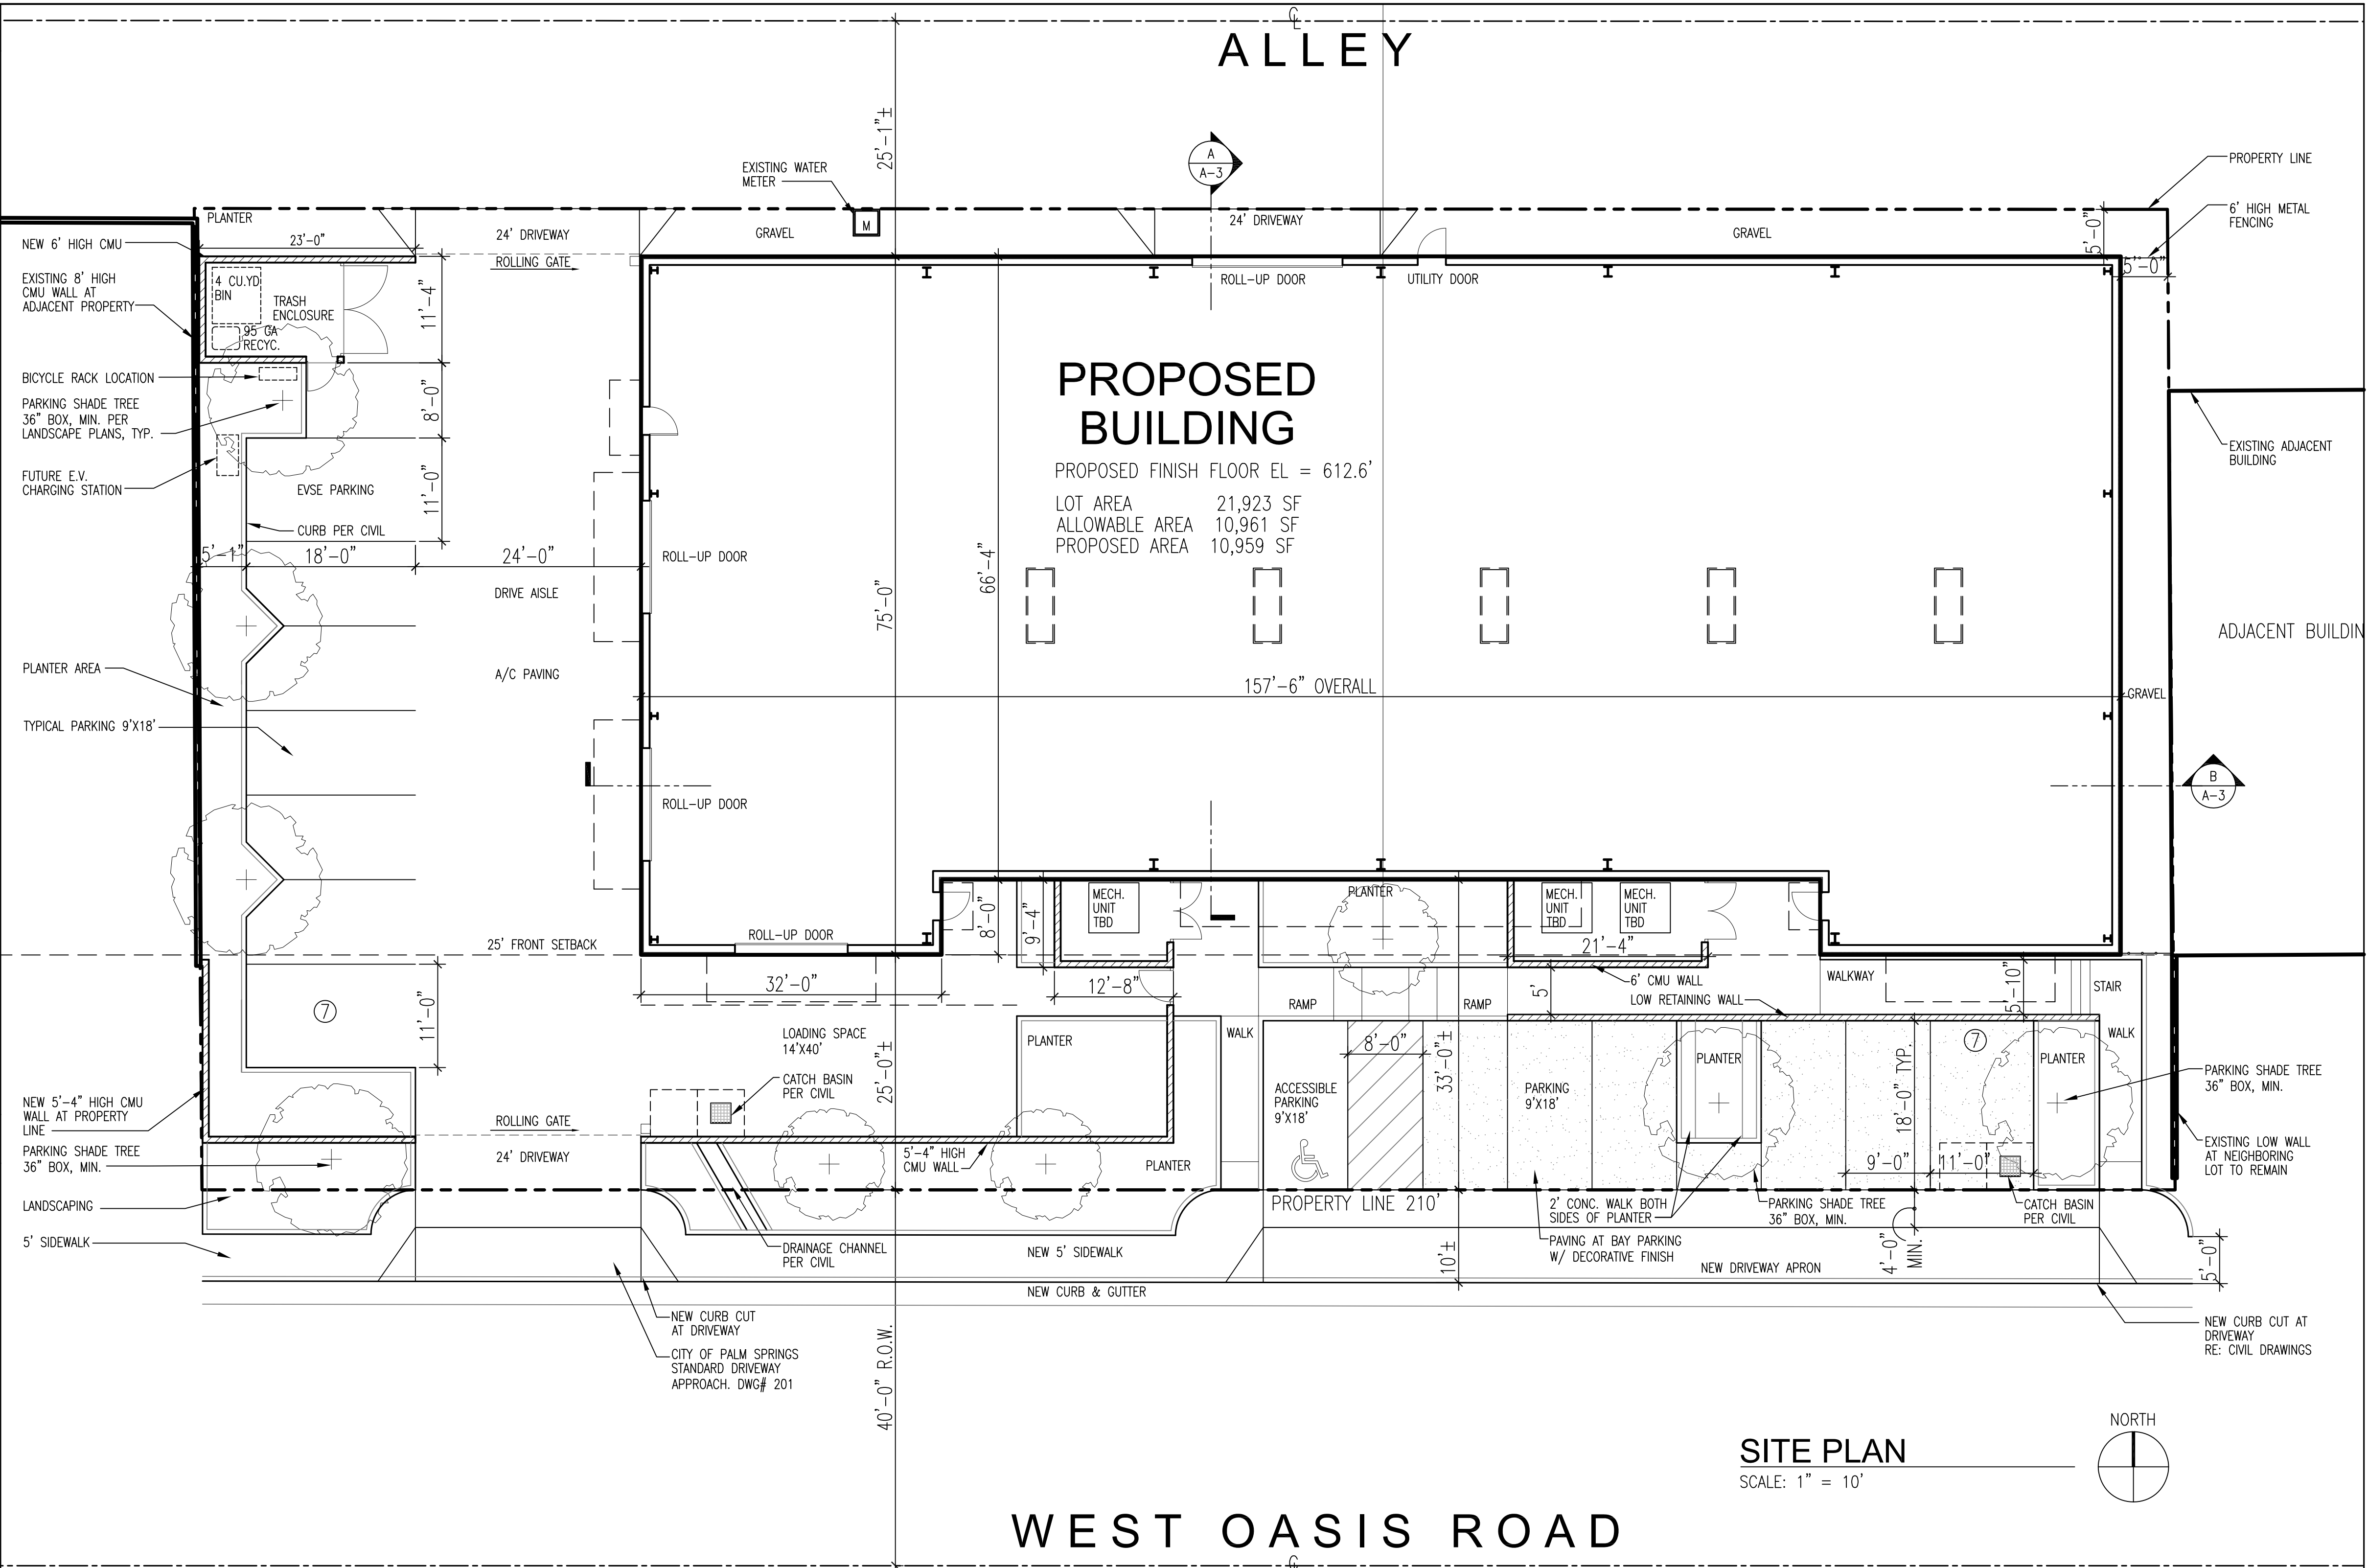 ℄
ALLEY
25'-1"±
EXISTING WATER
METER
M
A
A-3
PROPERTY LINE
6' HIGH METAL
FENCING
5'-0"
5'-0"
PLANTER
23'-0"
24' DRIVEWAY
ROLLING GATE
GRAVEL
24' DRIVEWAY
GRAVEL
ROLL-UP DOOR
UTILITY DOOR
NEW 6' HIGH CMU
EXISTING 8' HIGH
CMU WALL AT
ADJACENT PROPERTY
4 CU.YD
BIN
TRASH
ENCLOSURE
95 GA
RECYC.
11'-4"
BICYCLE RACK LOCATION
PARKING SHADE TREE
36" BOX, MIN. PER
LANDSCAPE PLANS, TYP.
8'-0"
FUTURE E.V.
CHARGING STATION
EVSE PARKING
11'-0"
CURB PER CIVIL
5'-1"
18'-0"
24'-0"
DRIVE AISLE
A/C PAVING
ROLL-UP DOOR
PROPOSED
BUILDING
PROPOSED FINISH FLOOR EL = 612.6'
LOT AREA 21,923 SF
ALLOWABLE AREA 10,961 SF
PROPOSED AREA 10,959 SF
75'-0"
66'-4"
157'-6" OVERALL
EXISTING ADJACENT
BUILDING
ADJACENT BUILDIN
GRAVEL
PLANTER AREA
TYPICAL PARKING 9'X18'
ROLL-UP DOOR
B
A-3
25' FRONT SETBACK
ROLL-UP DOOR
8'-0"
9'-4"
MECH.
UNIT
TBD
PLANTER
MECH.
UNIT
TBD
MECH.
UNIT
TBD
21'-4"
6' CMU WALL
LOW RETAINING WALL
WALKWAY
5'-10"
STAIR
32'-0"
12'-8"
RAMP
RAMP
5'
7
11'-0"
LOADING SPACE
14'X40'
CATCH BASIN
PER CIVIL
25'-0"±
PLANTER
WALK
8'-0"
33'-0"±
ACCESSIBLE
PARKING
9'X18'
PARKING
9'X18'
PLANTER
18'-0" TYP.
7
PLANTER
WALK
PARKING SHADE TREE
36" BOX, MIN.
NEW 5'-4" HIGH CMU
WALL AT PROPERTY
LINE
PARKING SHADE TREE
36" BOX, MIN.
LANDSCAPING
5' SIDEWALK
ROLLING GATE
24' DRIVEWAY
5'-4" HIGH
CMU WALL
PLANTER
9'-0"
11'-0"
EXISTING LOW WALL
AT NEIGHBORING
LOT TO REMAIN
PROPERTY LINE 210'
2' CONC. WALK BOTH
SIDES OF PLANTER
PARKING SHADE TREE
36" BOX, MIN.
CATCH BASIN
PER CIVIL
DRAINAGE CHANNEL
PER CIVIL
NEW 5' SIDEWALK
10'±
PAVING AT BAY PARKING
W/ DECORATIVE FINISH
NEW DRIVEWAY APRON
4'-0"
MIN.
5'-0"
NEW CURB & GUTTER
NEW CURB CUT
AT DRIVEWAY
CITY OF PALM SPRINGS
STANDARD DRIVEWAY
APPROACH. DWG# 201
40'-0" R.O.W.
NEW CURB CUT AT
DRIVEWAY
RE: CIVIL DRAWINGS
SITE PLAN
SCALE: 1" = 10'
NORTH
WEST OASIS ROAD
℄